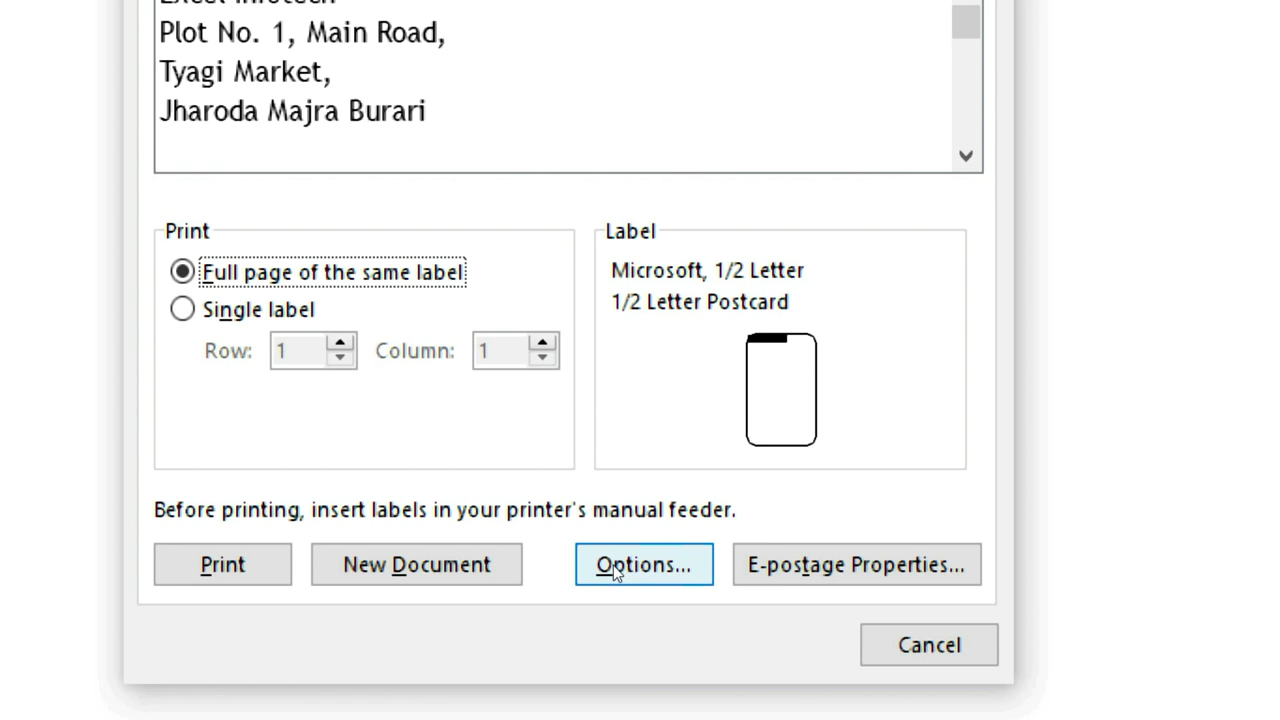 Excel Infotech
Plot No. 1, Main Road,
Tyagi Market,
Jharoda Majra Burari
Print
Full page of the same label
Single label
Row: 1 Column: 1
Label
Microsoft, 1/2 Letter
1/2 Letter Postcard
Before printing, insert labels in your printer's manual feeder.
Print New Document Options... E-postage Properties...
Cancel